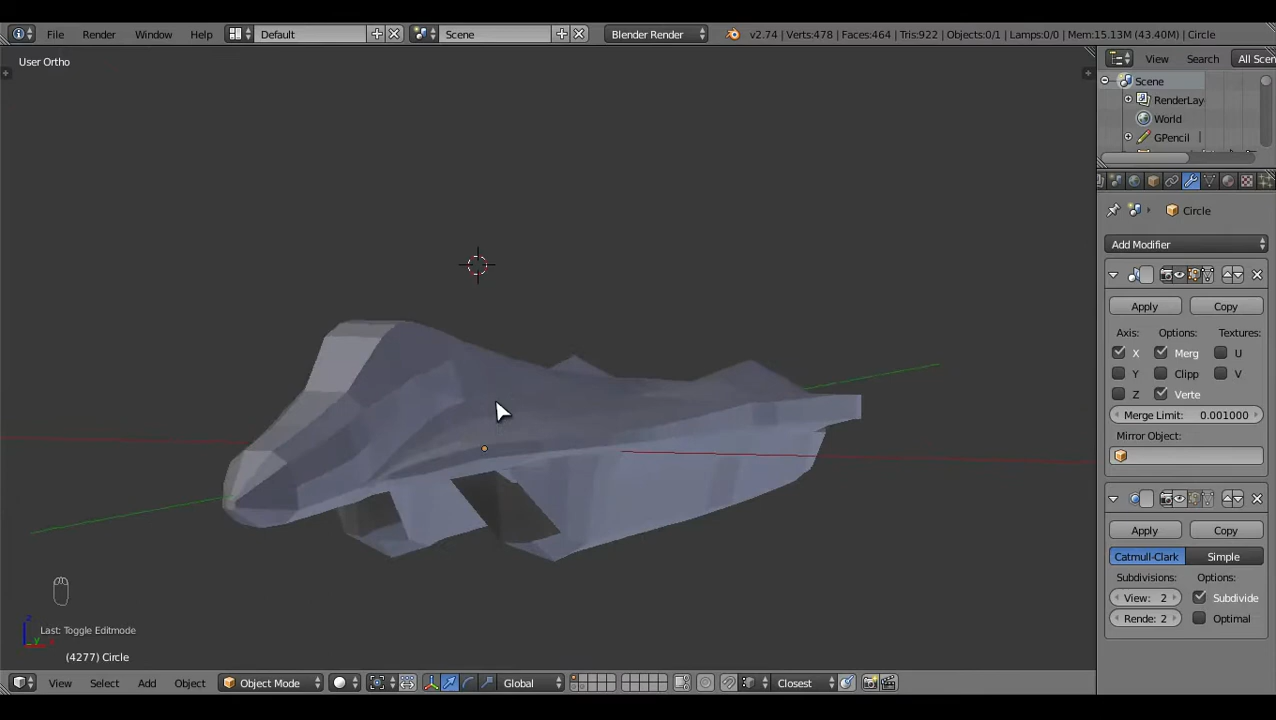 File Render Window Help Default Scene Blender Render v2.74 | Verts:478 | Faces:464 | Tris:922 | Objects:0/1 | Lamps:0/0 | Mem:15.13M (43.40M) | Circle
User Ortho
View Search All Scen
Scene
RenderLay
World
GPencil
Circle
Add Modifier
Apply Copy
Axis: Options: Textures:
X Merg U
Y Clipp V
Z Verte
Merge Limit: 0.001000
Mirror Object:
Apply Copy
Catmull-Clark Simple
Subdivisions: Options:
View: 2 Subdivide
Rende: 2 Optimal
Last: Toggle Editmode
(4277) Circle
z
y
View Select Add Object Object Mode Global Closest